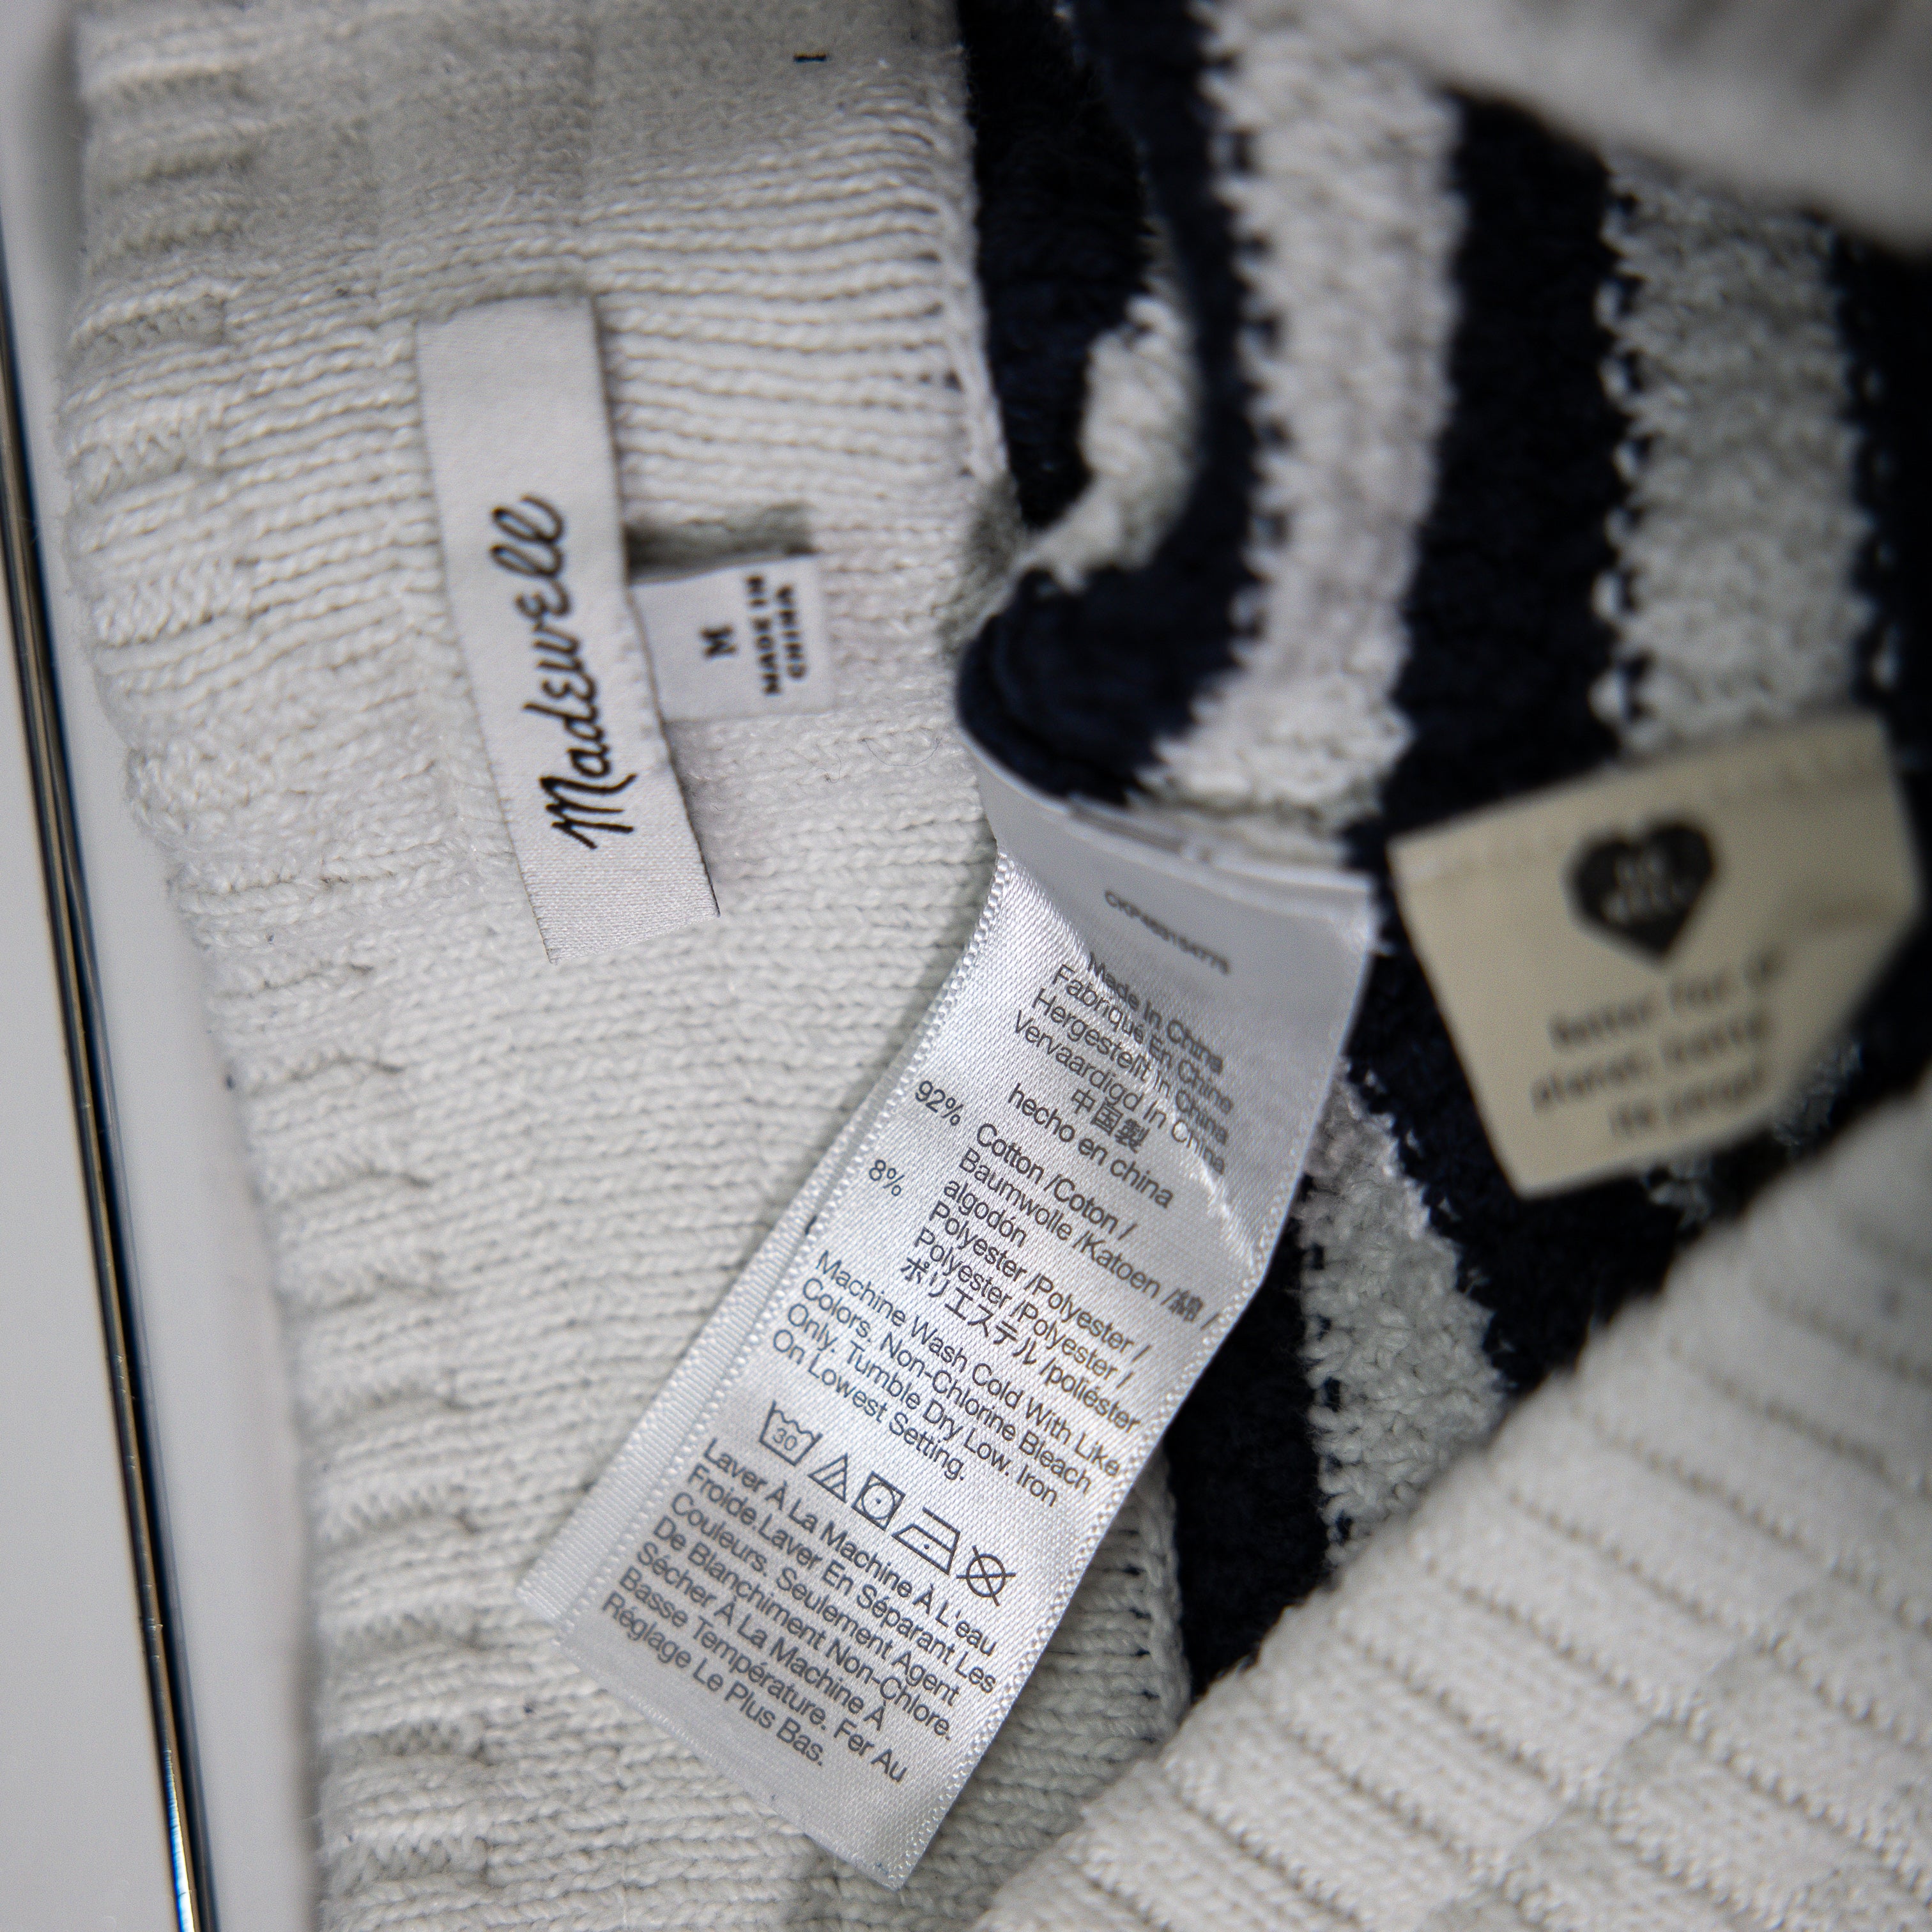 Madewell
M
MADE IN
CHINA
Made In China
Fabriqué En Chine
Hergestellt In China
Vervaardigd In China
中国製
hecho en china
92% Cotton /Coton /
Baumwolle /Katoen /綿 /
algodón
8% Polyester /Polyester /
Polyester /Polyester /
ポリエステル /poliéster
Machine Wash Cold With Like
Colors. Non-Chlorine Bleach
Only. Tumble Dry Low. Iron
On Lowest Setting.
30
Laver À La Machine À L'eau
Froide.Laver En Séparant Les
Couleurs. Seulement Agent
De Blanchiment Non-Chlore.
Sécher À La Machine À
Basse Température. Fer Au
Réglage Le Plus Bas.
better for
planet